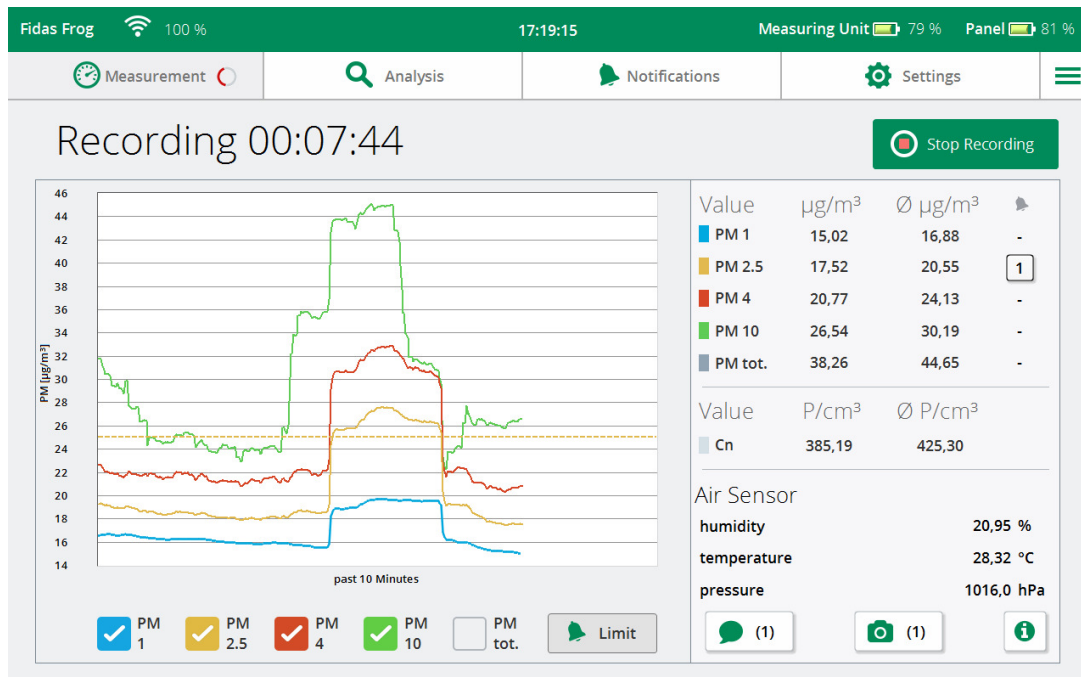 Fidas Frog 100 % 17:19:15 Measuring Unit 79 % Panel 81 %
Measurement Analysis Notifications Settings
Recording 00:07:44
Stop Recording
46
44
42
40
38
36
34
32
30
28
26
24
22
20
18
16
14
PM [µg/m³]
past 10 Minutes
PM 1
PM 2.5
PM 4
PM 10
PM tot.
Limit
Value µg/m³ Ø µg/m³
PM 1 15,02 16,88 -
PM 2.5 17,52 20,55 1
PM 4 20,77 24,13 -
PM 10 26,54 30,19 -
PM tot. 38,26 44,65 -
Value P/cm³ Ø P/cm³
Cn 385,19 425,30
Air Sensor
humidity 20,95 %
temperature 28,32 °C
pressure 1016,0 hPa
(1) (1)